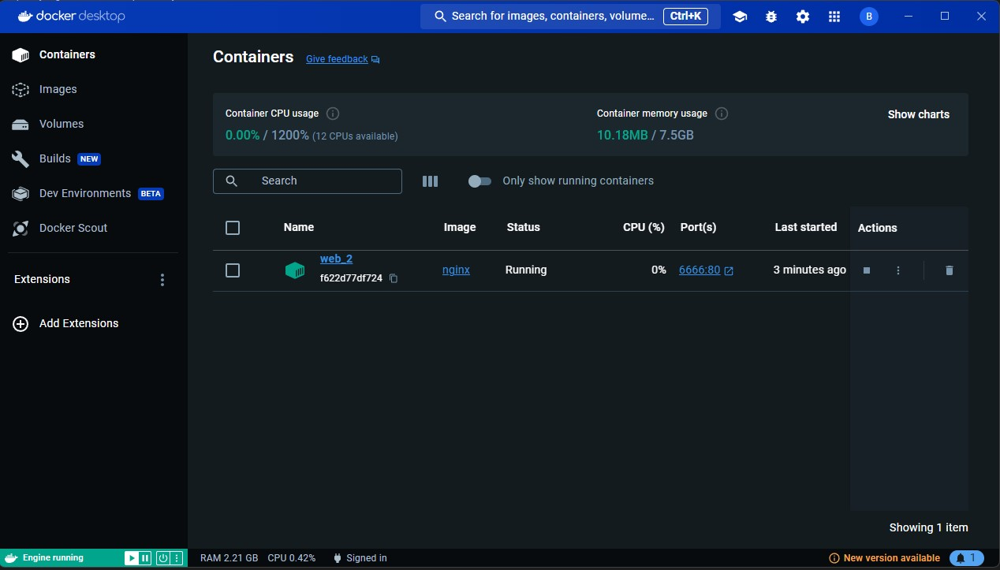 docker desktop
Search for images, containers, volume... Ctrl+K
B
Containers
Images
Volumes
Builds NEW
Dev Environments BETA
Docker Scout
Extensions
Add Extensions
Containers Give feedback
Container CPU usage
0.00% / 1200% (12 CPUs available)
Container memory usage
10.18MB / 7.5GB
Show charts
Search
Only show running containers
Name Image Status CPU (%) Port(s) Last started Actions
web_2
f622d77df724
nginx Running 0% 6666:80 3 minutes ago
Showing 1 item
Engine running
RAM 2.21 GB CPU 0.42% Signed in
New version available
1